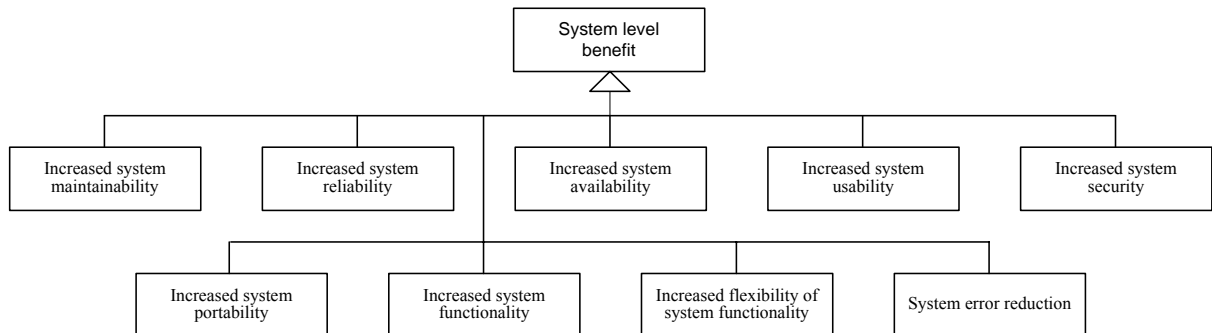 System level
benefit
Increased system
maintainability
Increased system
reliability
Increased system
availability
Increased system
usability
Increased system
security
Increased system
portability
Increased system
functionality
Increased flexibility of
system functionality
System error reduction